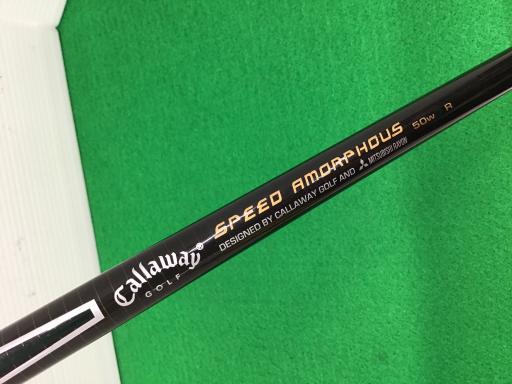 Callaway®
GOLF
SPEED AMORPHOUS 50w R
DESIGNED BY CALLAWAY GOLF AND MITSUBISHI RAYON